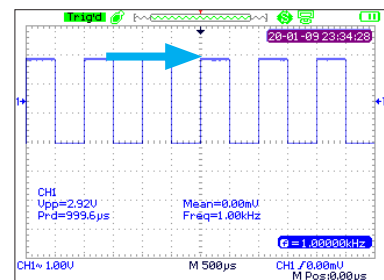 Trig'd
20-01-09 23:34:28
1
CH1
Vpp=2.92V Mean=0.00mV
Prd=999.6µs Freq=1.00kHz
=1.00000kHz
CH1~ 1.00V M 500µs CH1 0.00mV
M Pos:0.00µs